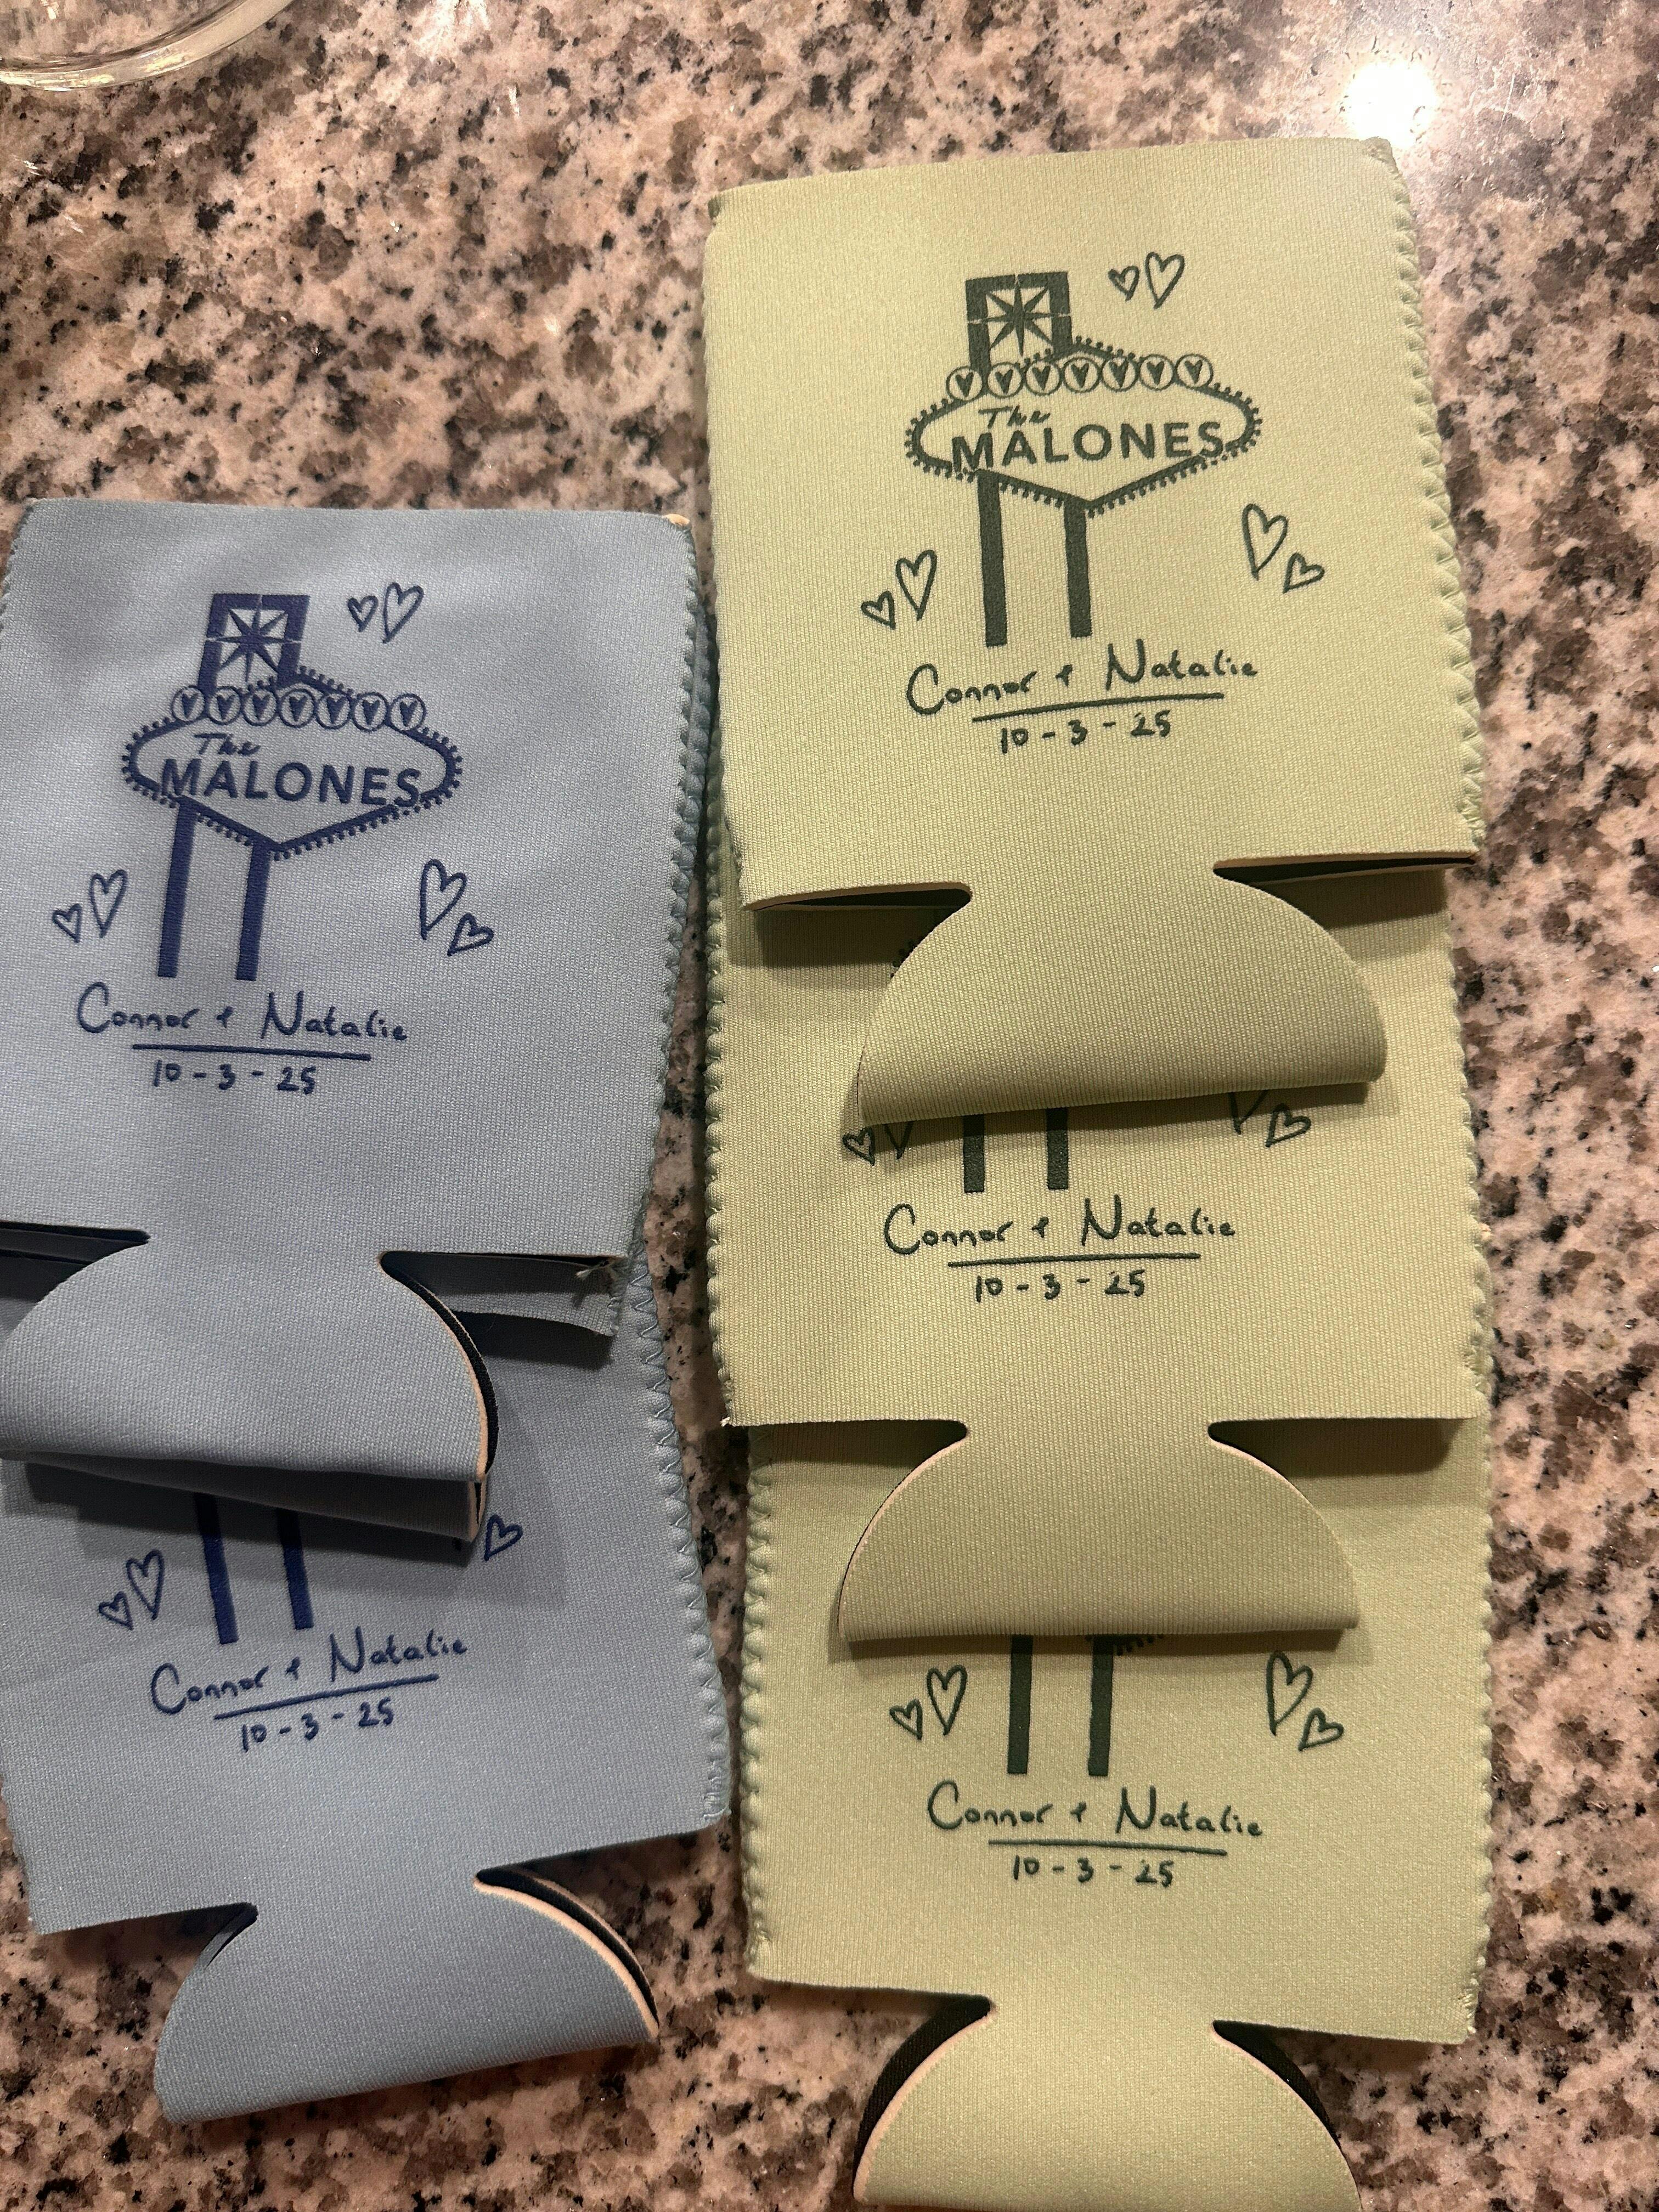 The
MALONES
Connor + Natalie
10-3-25
Connor + Natalie
10-3-25
The
MALONES
Connor + Natalie
10-3-25
Connor + Natalie
10-3-25
Connor + Natalie
10-3-25